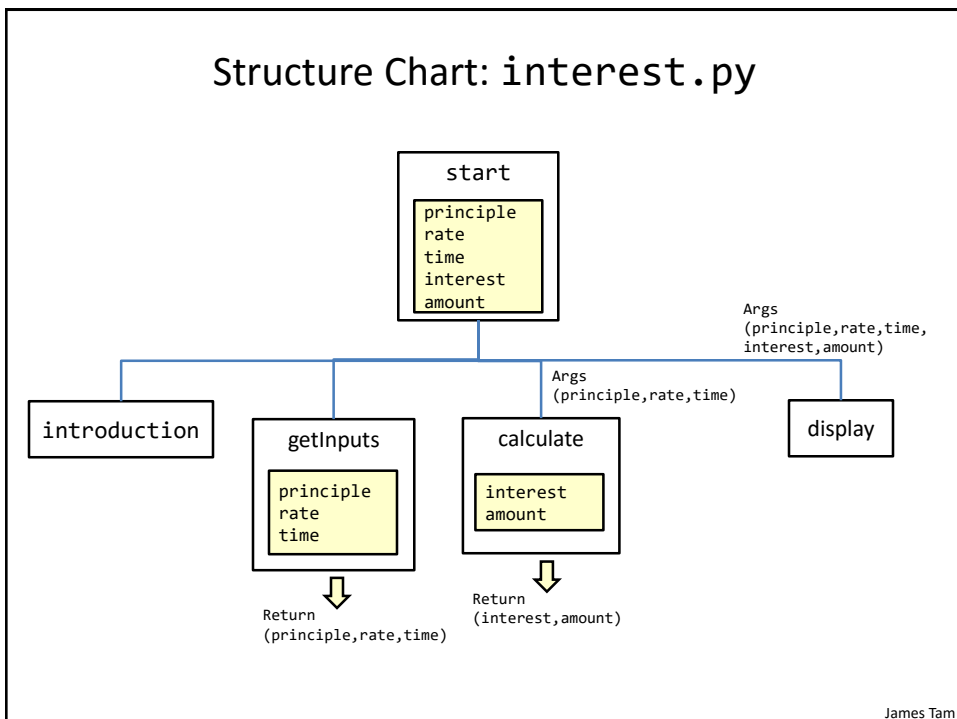 Structure Chart: interest.py
start
principle
rate
time
interest
amount
Args
(principle,rate,time,
interest,amount)
Args
(principle,rate,time)
introduction
getInputs
principle
rate
time
calculate
interest
amount
display
Return
(principle,rate,time)
Return
(interest,amount)
James Tam